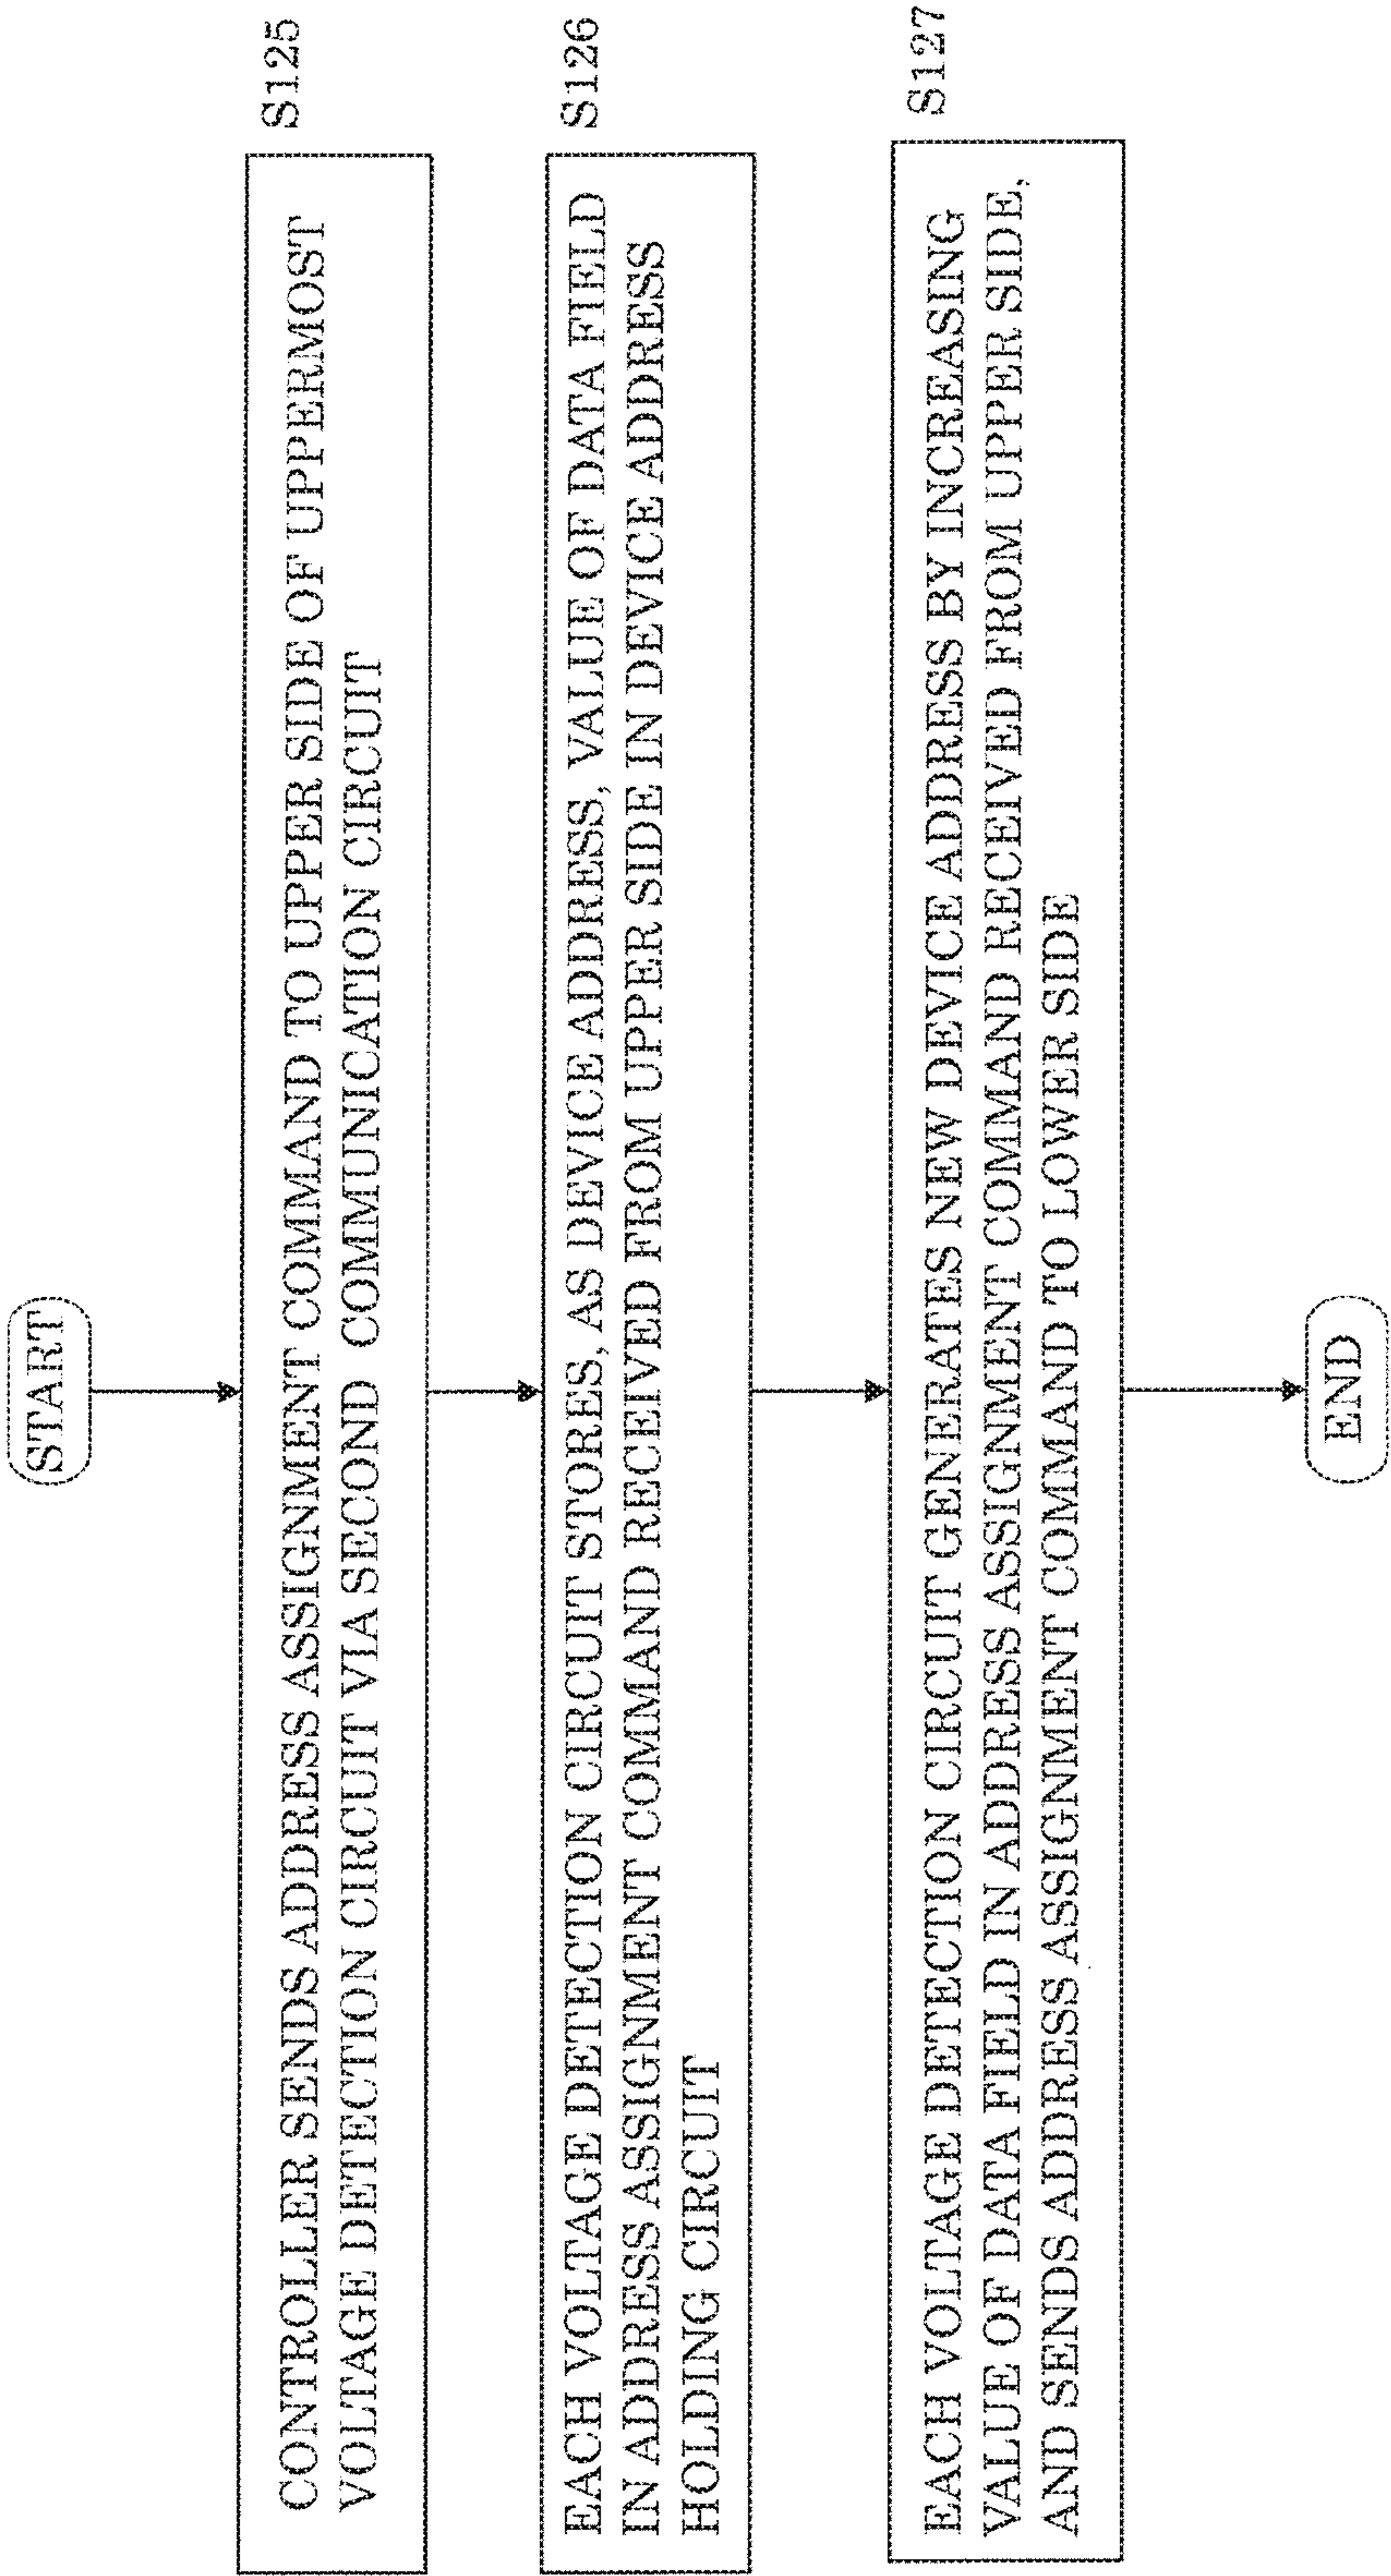 START
S125
CONTROLLER SENDS ADDRESS ASSIGNMENT COMMAND TO UPPER SIDE OF UPPERMOST
VOLTAGE DETECTION CIRCUIT VIA SECOND COMMUNICATION CIRCUIT
S126
EACH VOLTAGE DETECTION CIRCUIT STORES, AS DEVICE ADDRESS, VALUE OF DATA FIELD
IN ADDRESS ASSIGNMENT COMMAND RECEIVED FROM UPPER SIDE IN DEVICE ADDRESS
HOLDING CIRCUIT
S127
EACH VOLTAGE DETECTION CIRCUIT GENERATES NEW DEVICE ADDRESS BY INCREASING
VALUE OF DATA FIELD IN ADDRESS ASSIGNMENT COMMAND RECEIVED FROM UPPER SIDE,
AND SENDS ADDRESS ASSIGNMENT COMMAND TO LOWER SIDE
END